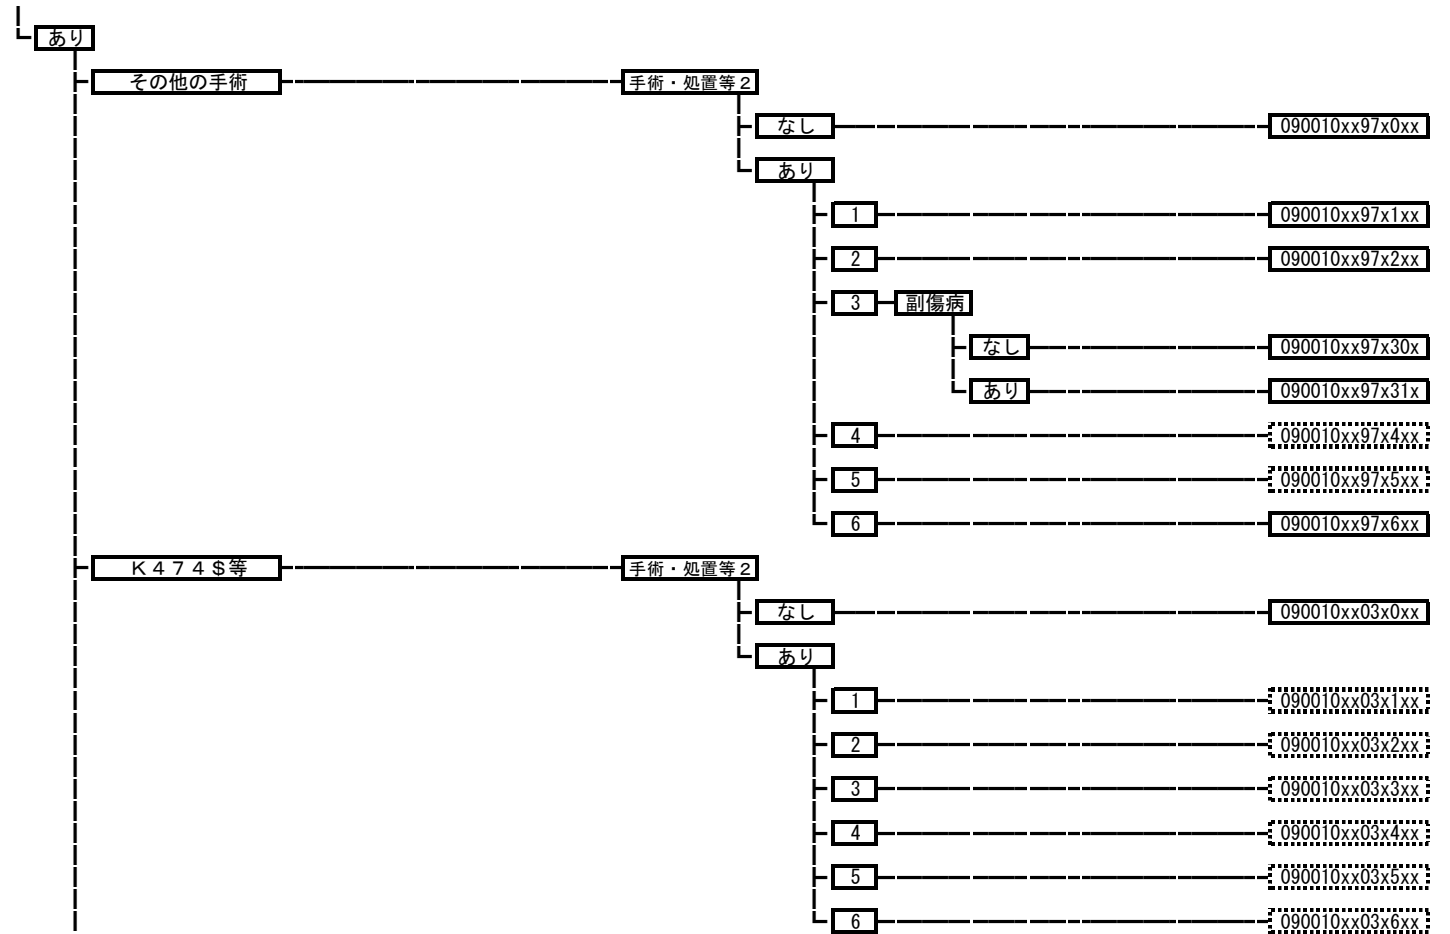 あり
その他の手術 手術・処置等２
なし 090010xx97x0xx
あり
1 090010xx97x1xx
2 090010xx97x2xx
3 副傷病
なし 090010xx97x30x
あり 090010xx97x31x
4 090010xx97x4xx
5 090010xx97x5xx
6 090010xx97x6xx
Ｋ４７４＄等 手術・処置等２
なし 090010xx03x0xx
あり
1 090010xx03x1xx
2 090010xx03x2xx
3 090010xx03x3xx
4 090010xx03x4xx
5 090010xx03x5xx
6 090010xx03x6xx